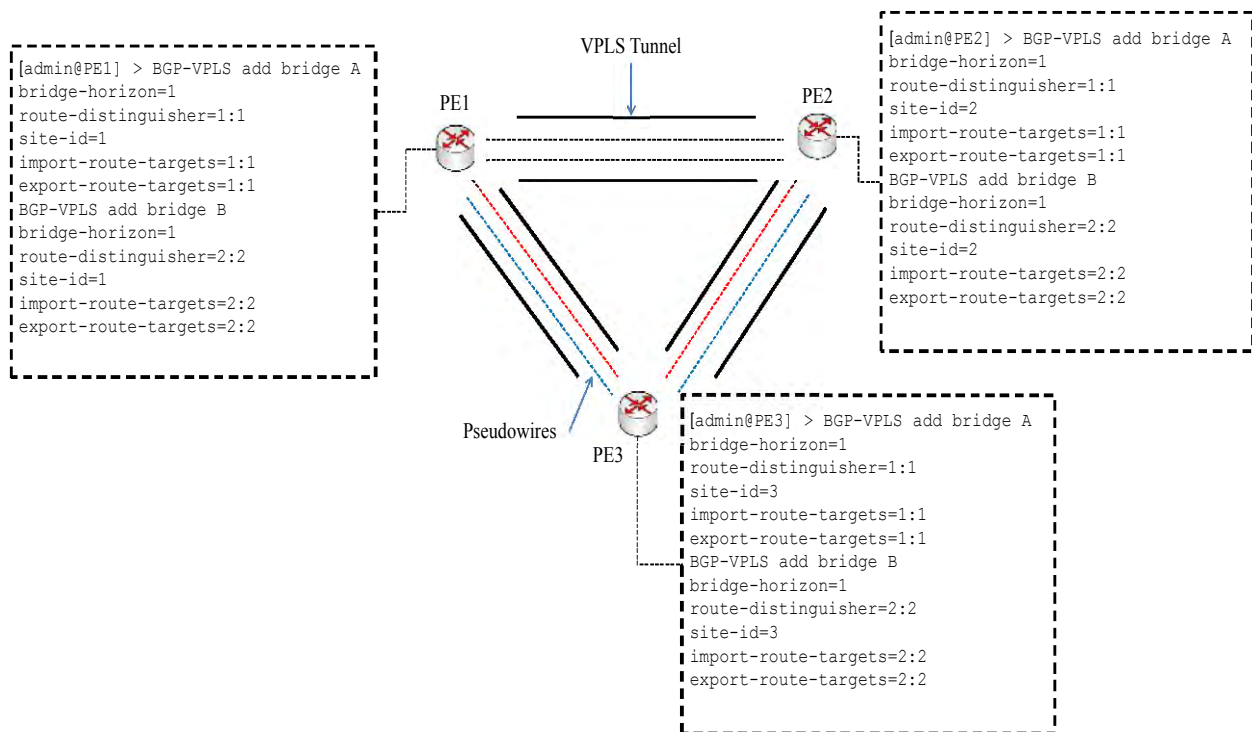 VPLS Tunnel
PE1
PE2
[admin@PE1] > BGP-VPLS add bridge A
bridge-horizon=1
route-distinguisher=1:1
site-id=1
import-route-targets=1:1
export-route-targets=1:1
BGP-VPLS add bridge B
bridge-horizon=1
route-distinguisher=2:2
site-id=1
import-route-targets=2:2
export-route-targets=2:2
[admin@PE2] > BGP-VPLS add bridge A
bridge-horizon=1
route-distinguisher=1:1
site-id=2
import-route-targets=1:1
export-route-targets=1:1
BGP-VPLS add bridge B
bridge-horizon=1
route-distinguisher=2:2
site-id=2
import-route-targets=2:2
export-route-targets=2:2
Pseudowires
PE3
[admin@PE3] > BGP-VPLS add bridge A
bridge-horizon=1
route-distinguisher=1:1
site-id=3
import-route-targets=1:1
export-route-targets=1:1
BGP-VPLS add bridge B
bridge-horizon=1
route-distinguisher=2:2
site-id=3
import-route-targets=2:2
export-route-targets=2:2